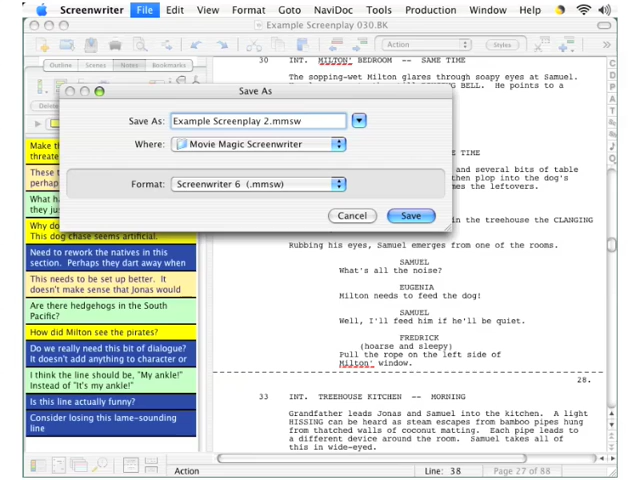 Screenwriter File Edit View Format Goto NaviDoc Tools Production Window Help
Example Screenplay 030.BK
Action Styles
Outline Scenes Notes Bookmarks
30 INT. MILTON' BEDROOM -- SAME TIME
The sopping-wet Milton glares through soapy eyes at Samuel.
BELL. He points to a
Save As
Save As: Example Screenplay 2.mmsw
Where: Movie Magic Screenwriter
Format: Screenwriter 6 (.mmsw)
Cancel Save
Delete
Make th
threate
These t
perhap
What ha
they jus
Why do
This dog chase seems artificial.
Need to rework the natives in this
section. Perhaps they dart away when
This needs to be set up better. It
doesn't make sense that Jonas would
Are there hedgehogs in the South
Pacific?
How did Milton see the pirates?
Do we really need this bit of dialogue?
It doesn't add anything to character or
I think the line should be, "My ankle!"
Instead of "It's my ankle!"
Is this line actually funny?
Consider losing this lame-sounding
line
E TIME
and several bits of table
then plop into the dog's
mes the leftovers.
in the treehouse the CLANGING
Rubbing his eyes, Samuel emerges from one of the rooms.
SAMUEL
What's all the noise?
EUGENIA
Milton needs to feed the dog!
SAMUEL
Well, I'll feed him if he'll be quiet.
FREDRICK
(hoarse and sleepy)
Pull the rope on the left side of
Milton' window.
28.
33 INT. TREEHOUSE KITCHEN -- MORNING
Grandfather leads Jonas and Samuel into the kitchen. A light
HISSING can be heard as steam escapes from bamboo pipes hung
from thatched walls of coconut matting. Each pipe leads to
a different device around the room. Samuel takes all of
this in wide-eyed.
C
D
P
A
T
Action Line: 38 Page 27 of 88